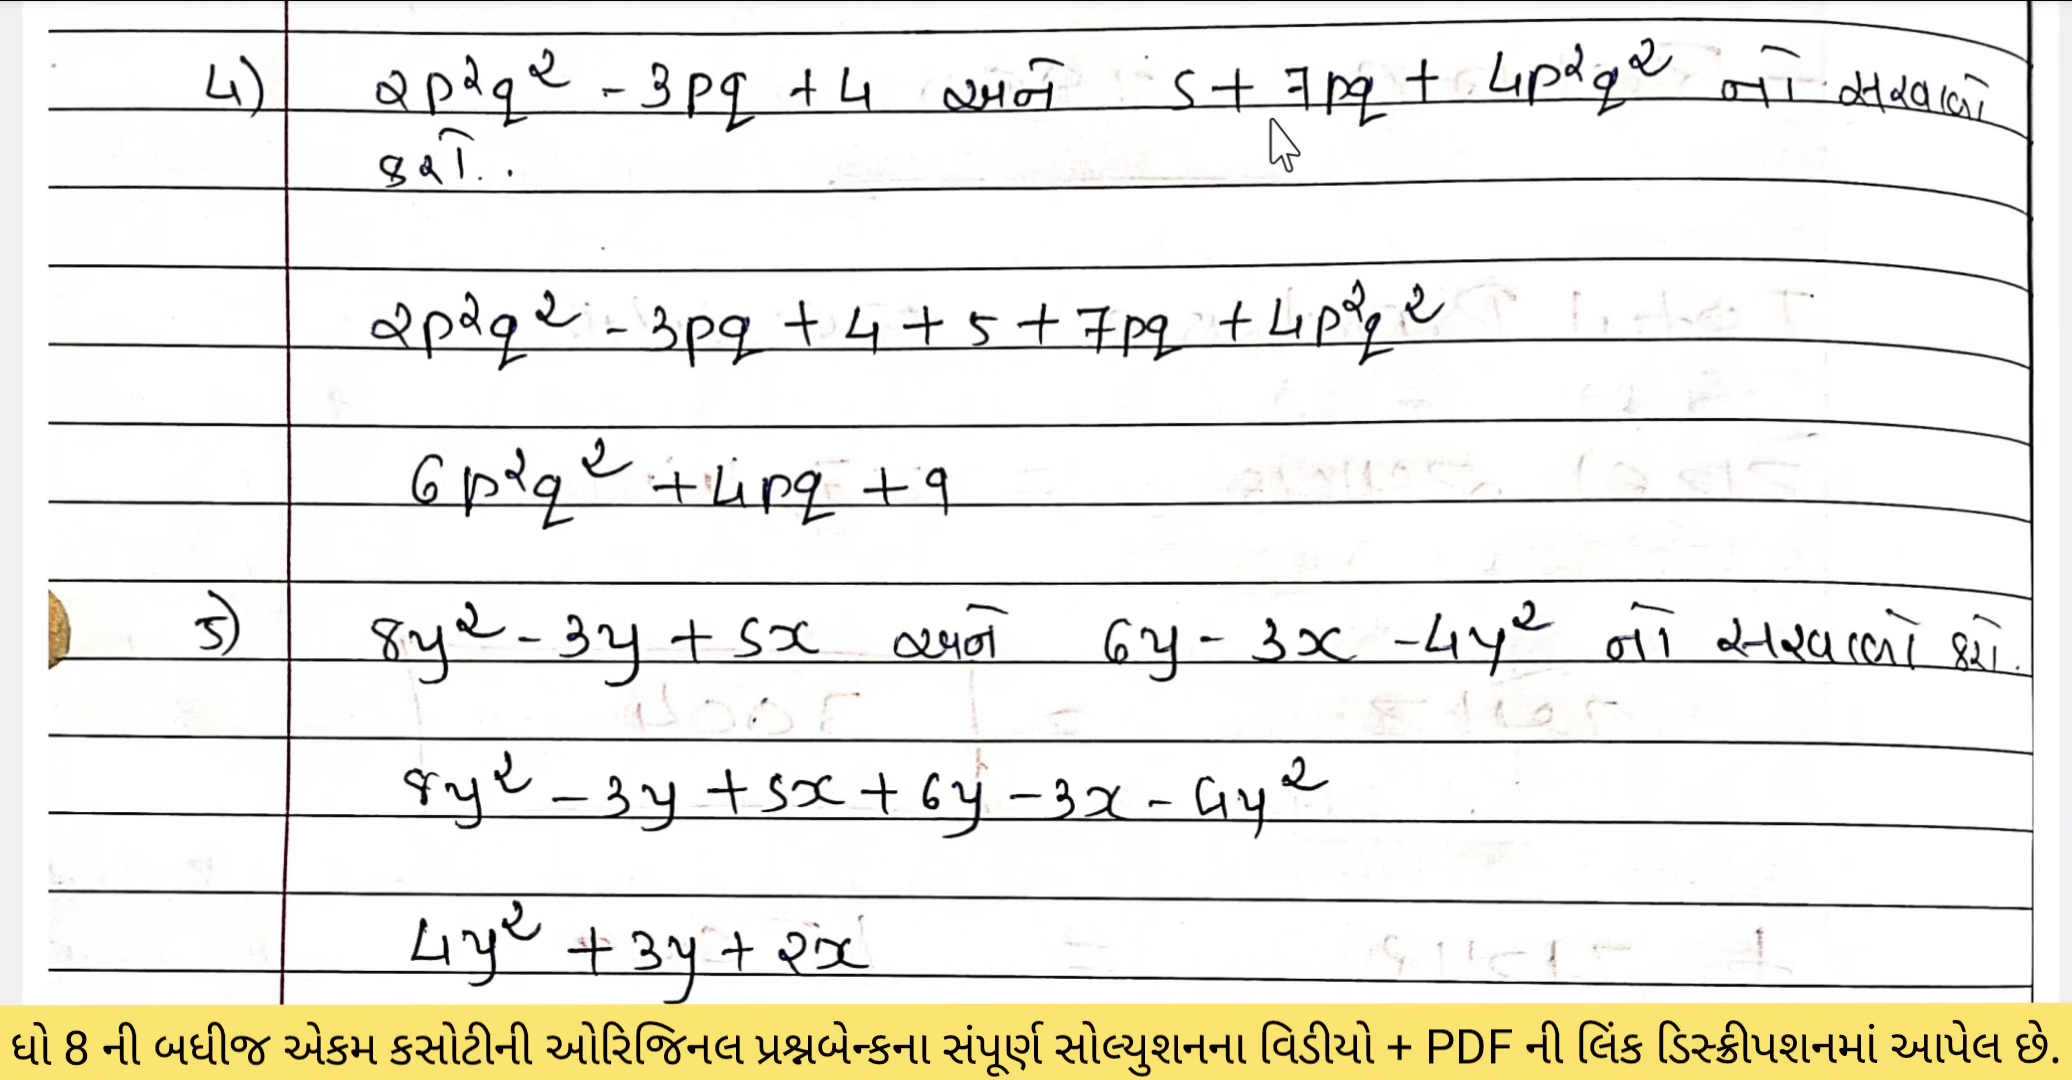 4) 2p²q² - 3pq + 4 અને 5 + 7pq + 4p²q² નો સરવાળો
કરો..
2p²q² - 3pq + 4 + 5 + 7pq + 4p²q²
6p²q² + 4pq + 9
5) 8y² - 3y + 5x અને 6y - 3x - 4y² નો સરવાળો કરો.
8y² - 3y + 5x + 6y - 3x - 4y²
4y² + 3y + 2x
ધો 8 ની બધીજ એકમ કસોટીની ઓરિજિનલ પ્રશ્નબેન્કના સંપૂર્ણ સોલ્યુશનના વિડીયો + PDF ની લિંક ડિસ્ક્રીપશનમાં આપેલ છે.